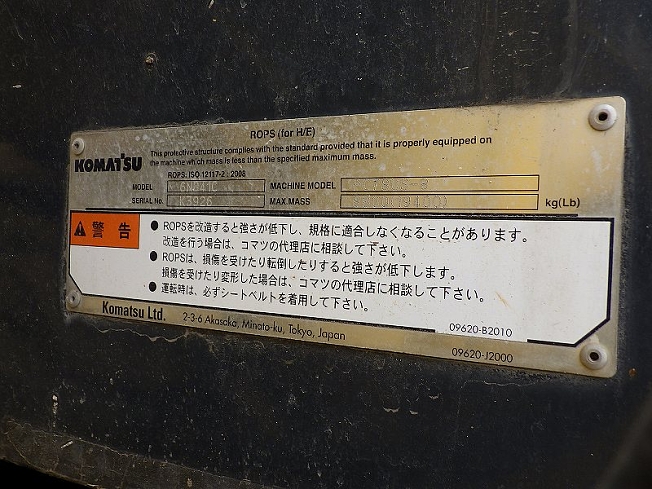 ROPS (for H/E)
KOMATSU
This protective structure complies with the standard provided that it is properly equipped on
the machine which mass is less than the specified maximum mass.
ROPS, ISO 12117-2 : 2008
MODEL
MACHINE MODEL
SERIAL No.
MAX.MASS
kg(Lb)
警告
● ROPSを改造すると強さが低下し、規格に適合しなくなることがあります。
改造を行う場合は、コマツの代理店に相談して下さい。
● ROPSは、損傷を受けたり転倒したりすると強さが低下します。
損傷を受けたり変形した場合は、コマツの代理店に相談して下さい。
● 運転時は、必ずシートベルトを着用して下さい。
09620-B2010
Komatsu Ltd.
2-3-6 Akasaka, Minato-ku, Tokyo, Japan
09620-J2000